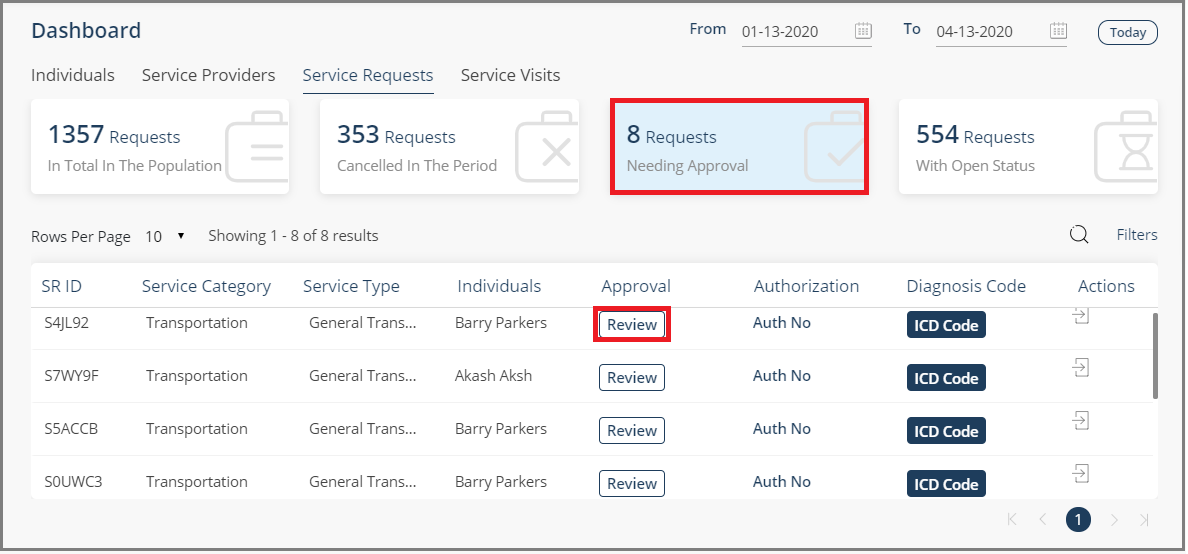 Dashboard
From 01-13-2020 To 04-13-2020 Today
Individuals Service Providers Service Requests Service Visits
1357 Requests
In Total In The Population
353 Requests
Cancelled In The Period
8 Requests
Needing Approval
554 Requests
With Open Status
Rows Per Page 10 Showing 1 - 8 of 8 results Filters
SR ID Service Category Service Type Individuals Approval Authorization Diagnosis Code Actions
S4JL92 Transportation General Trans... Barry Parkers Review Auth No ICD Code
S7WY9F Transportation General Trans... Akash Aksh Review Auth No ICD Code
S5ACCB Transportation General Trans... Barry Parkers Review Auth No ICD Code
S0UWC3 Transportation General Trans... Barry Parkers Review Auth No ICD Code
1